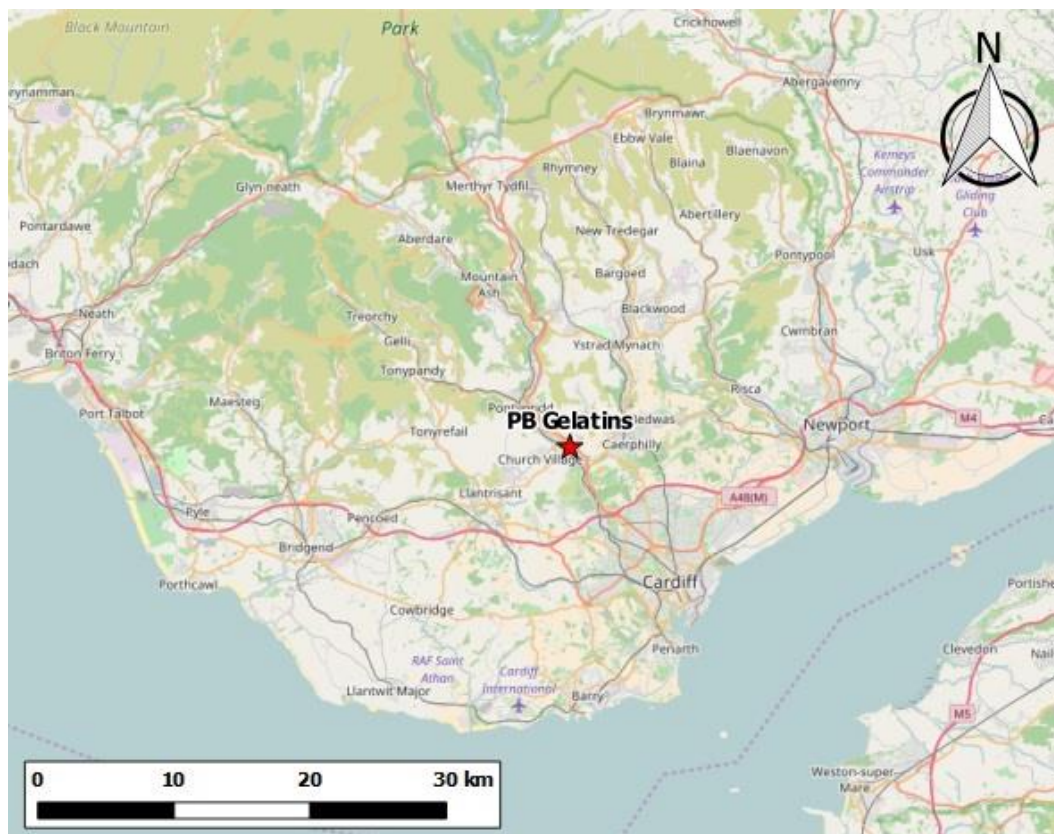 Black Mountain
Park
Crickhowell
N
Abergavenny
Brynmawr
Ebbw Vale
Rhymney
Blaina
Blaenavon
Kemeys
Commander
Airstrip
Gliding
Club
Glyn-neath
Merthyr Tydfil
Abertillery
Pontardawe
Aberdare
New Tredegar
Pontypool
Usk
Mountain
Ash
Bargoed
Neath
Treorchy
Blackwood
Cwmbran
Gelli
Ystrad Mynach
Briton Ferry
Tonypandy
Risca
Port Talbot
Maesteg
PB Gelatins
M4
Newport
Tonyrefail
Caerphilly
Church Village
Llantrisant
A48(M)
Pyle
Pencoed
Bridgend
Porthcawl
Cardiff
Cowbridge
Penarth
Clevedon
RAF Saint
Athan
Cardiff
International
Llantwit Major
Barry
M5
Weston-super
Mare
0 10 20 30 km